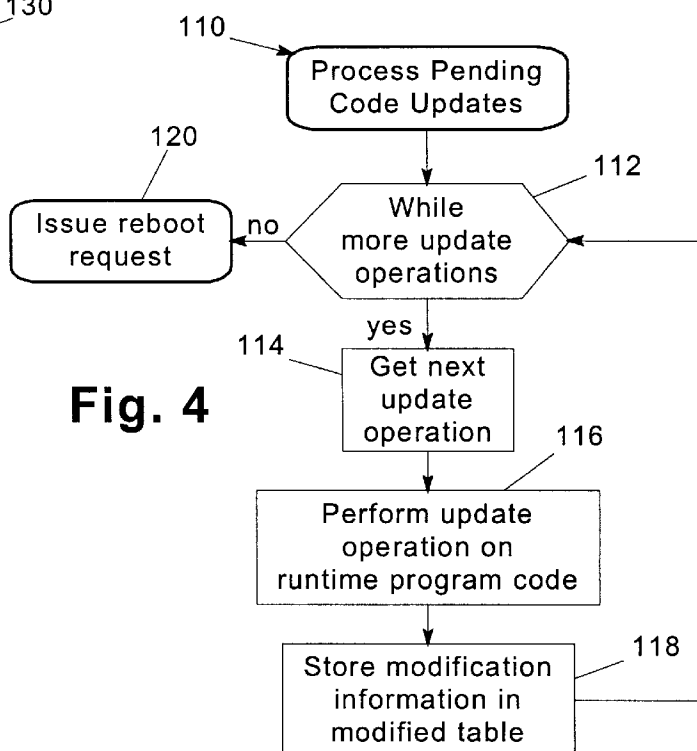 130
110
Process Pending
Code Updates
120
112
Issue reboot
request
no
While
more update
operations
yes
114
Get next
update
operation
Fig. 4
116
Perform update
operation on
runtime program code
118
Store modification
information in
modified table